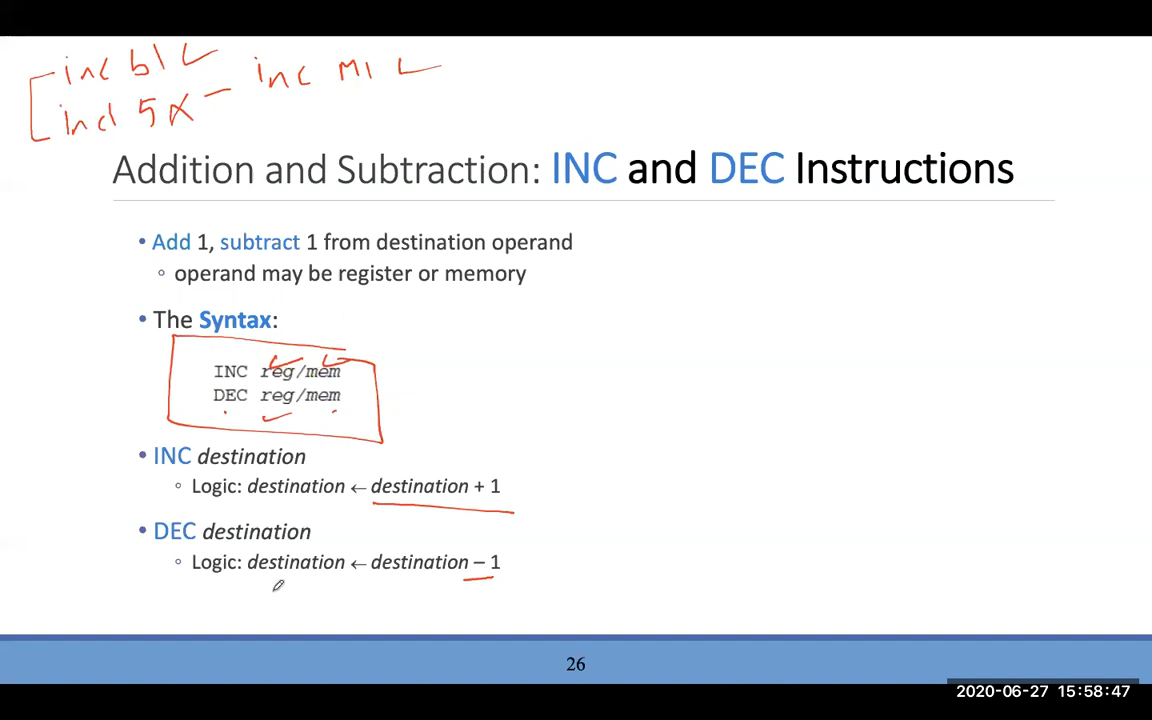 inc bl inc m1
incl 5 X
Addition and Subtraction: INC and DEC Instructions
• Add 1, subtract 1 from destination operand
◦ operand may be register or memory
• The Syntax:
INC reg/mem
DEC reg/mem
• INC destination
◦ Logic: destination ← destination + 1
• DEC destination
◦ Logic: destination ← destination – 1
26
2020-06-27 15:58:47